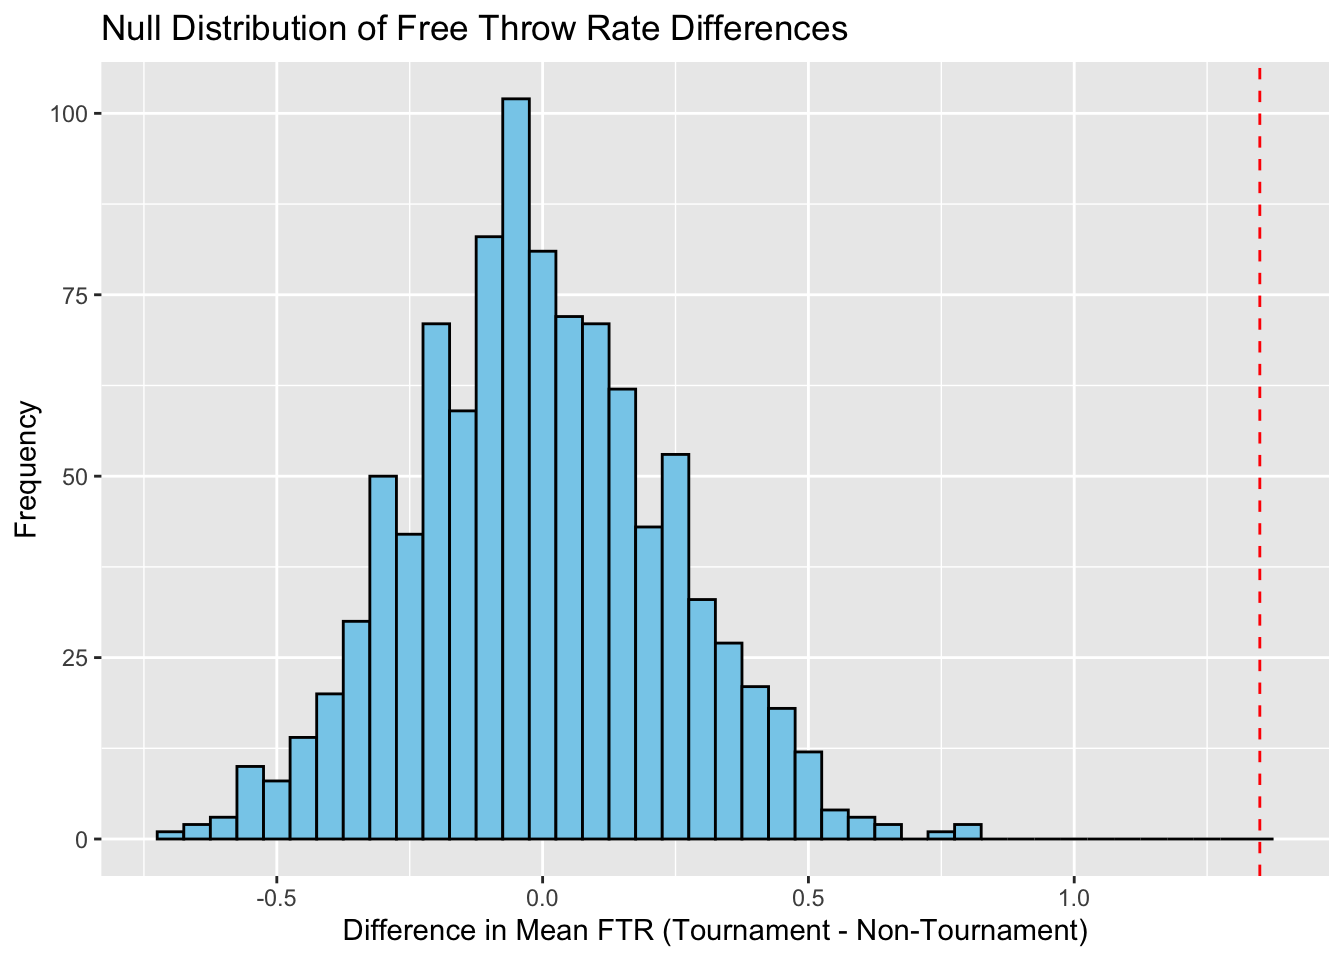 Null Distribution of Free Throw Rate Differences
100
75
50
25
0
Frequency
-0.5 0.0 0.5 1.0
Difference in Mean FTR (Tournament - Non-Tournament)